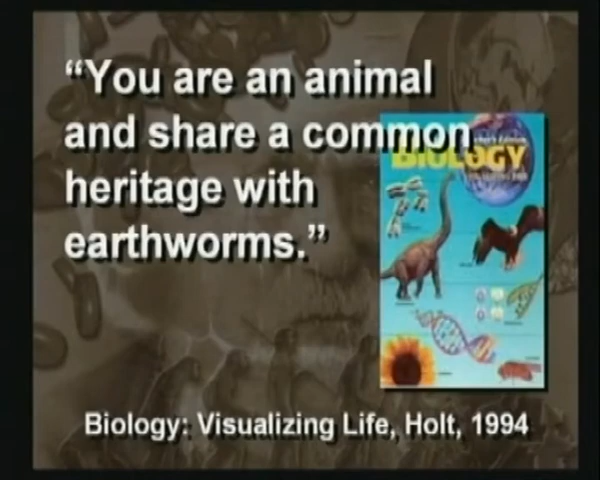 “You are an animal
and share a common
heritage with
earthworms.”
BIOLOGY
Biology: Visualizing Life, Holt, 1994